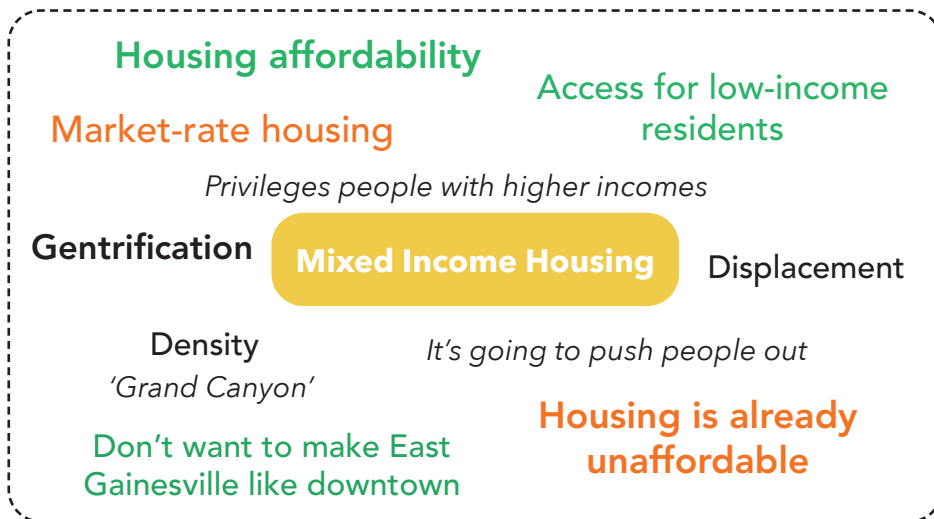 Housing affordability
Access for low-income
residents
Market-rate housing
Privileges people with higher incomes
Gentrification
Mixed Income Housing
Displacement
Density
‘Grand Canyon’
It’s going to push people out
Housing is already
unaffordable
Don’t want to make East
Gainesville like downtown